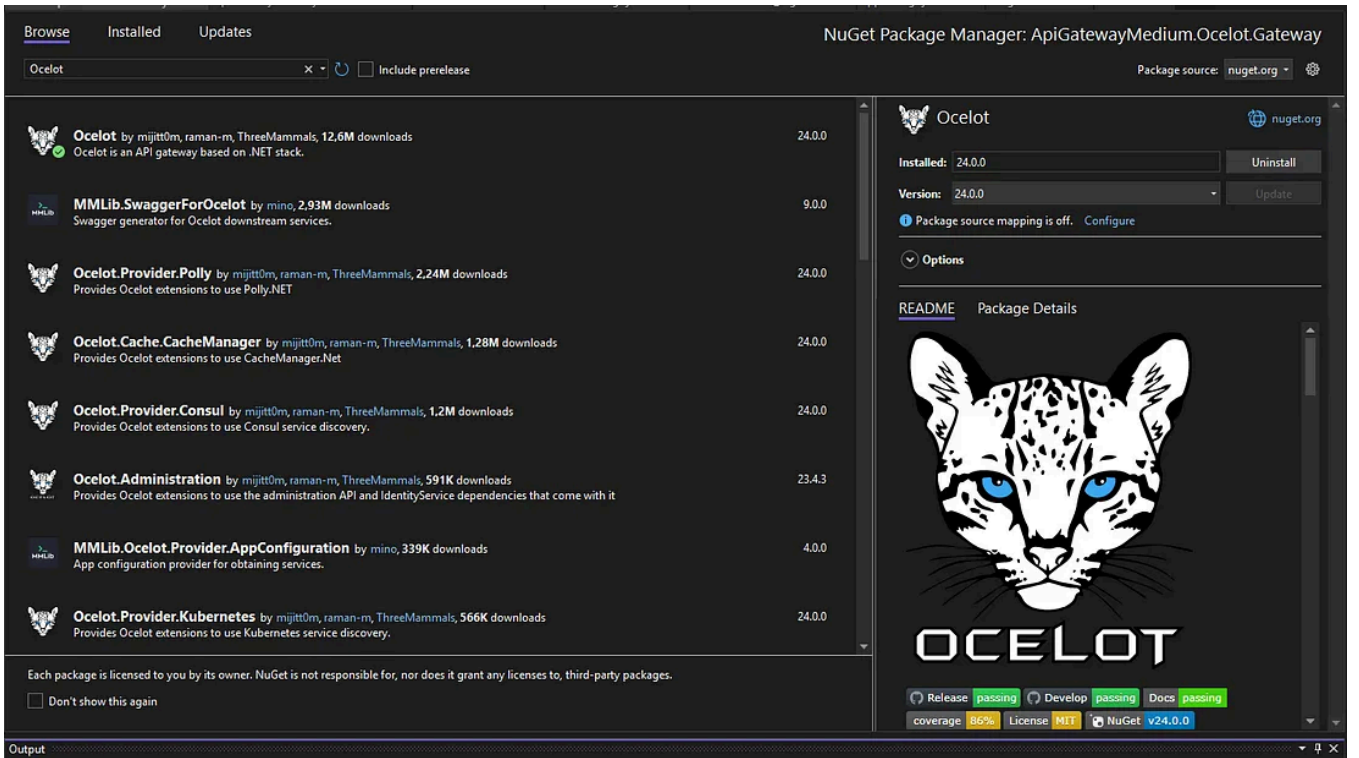 Browse Installed Updates
NuGet Package Manager: ApiGatewayMedium.Ocelot.Gateway
Ocelot
Include prerelease
Package source: nuget.org
Ocelot by mijitt0m, raman-m, ThreeMammals, 12,6M downloads
24.0.0
Ocelot is an API gateway based on .NET stack.
MMLib
MMLib.SwaggerForOcelot by mino, 2,93M downloads
9.0.0
Swagger generator for Ocelot downstream services.
Ocelot.Provider.Polly by mijitt0m, raman-m, ThreeMammals, 2,24M downloads
24.0.0
Provides Ocelot extensions to use Polly.NET
Ocelot.Cache.CacheManager by mijitt0m, raman-m, ThreeMammals, 1,28M downloads
24.0.0
Provides Ocelot extensions to use CacheManager.Net
Ocelot.Provider.Consul by mijitt0m, raman-m, ThreeMammals, 1,2M downloads
24.0.0
Provides Ocelot extensions to use Consul service discovery.
Ocelot.Administration by mijitt0m, raman-m, ThreeMammals, 591K downloads
23.4.3
Provides Ocelot extensions to use the administration API and IdentityService dependencies that come with it
MMLib
MMLib.Ocelot.Provider.AppConfiguration by mino, 339K downloads
4.0.0
App configuration provider for obtaining services.
Ocelot.Provider.Kubernetes by mijitt0m, raman-m, ThreeMammals, 566K downloads
24.0.0
Provides Ocelot extensions to use Kubernetes service discovery.
Each package is licensed to you by its owner. NuGet is not responsible for, nor does it grant any licenses to, third-party packages.
Don't show this again
Ocelot
nuget.org
Installed: 24.0.0 Uninstall
Version: 24.0.0 Update
Package source mapping is off. Configure
Options
README Package Details
OCELOT
Release passing Develop passing Docs passing
coverage 86% License MIT NuGet v24.0.0
Output